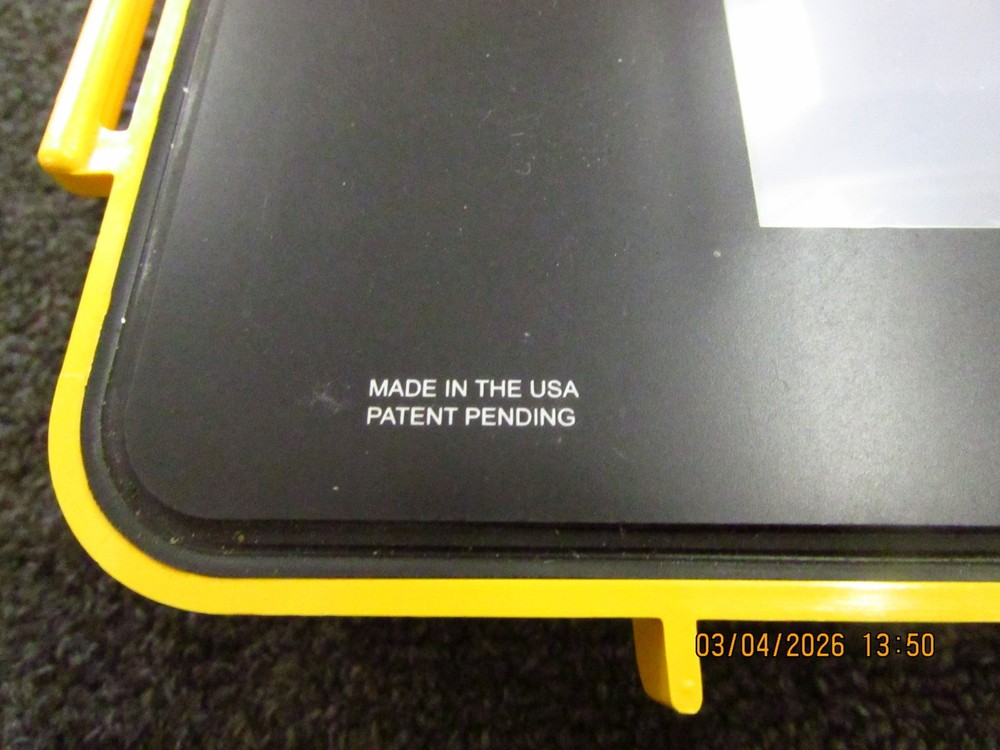 MADE IN THE USA
PATENT PENDING
03/04/2026 13:50